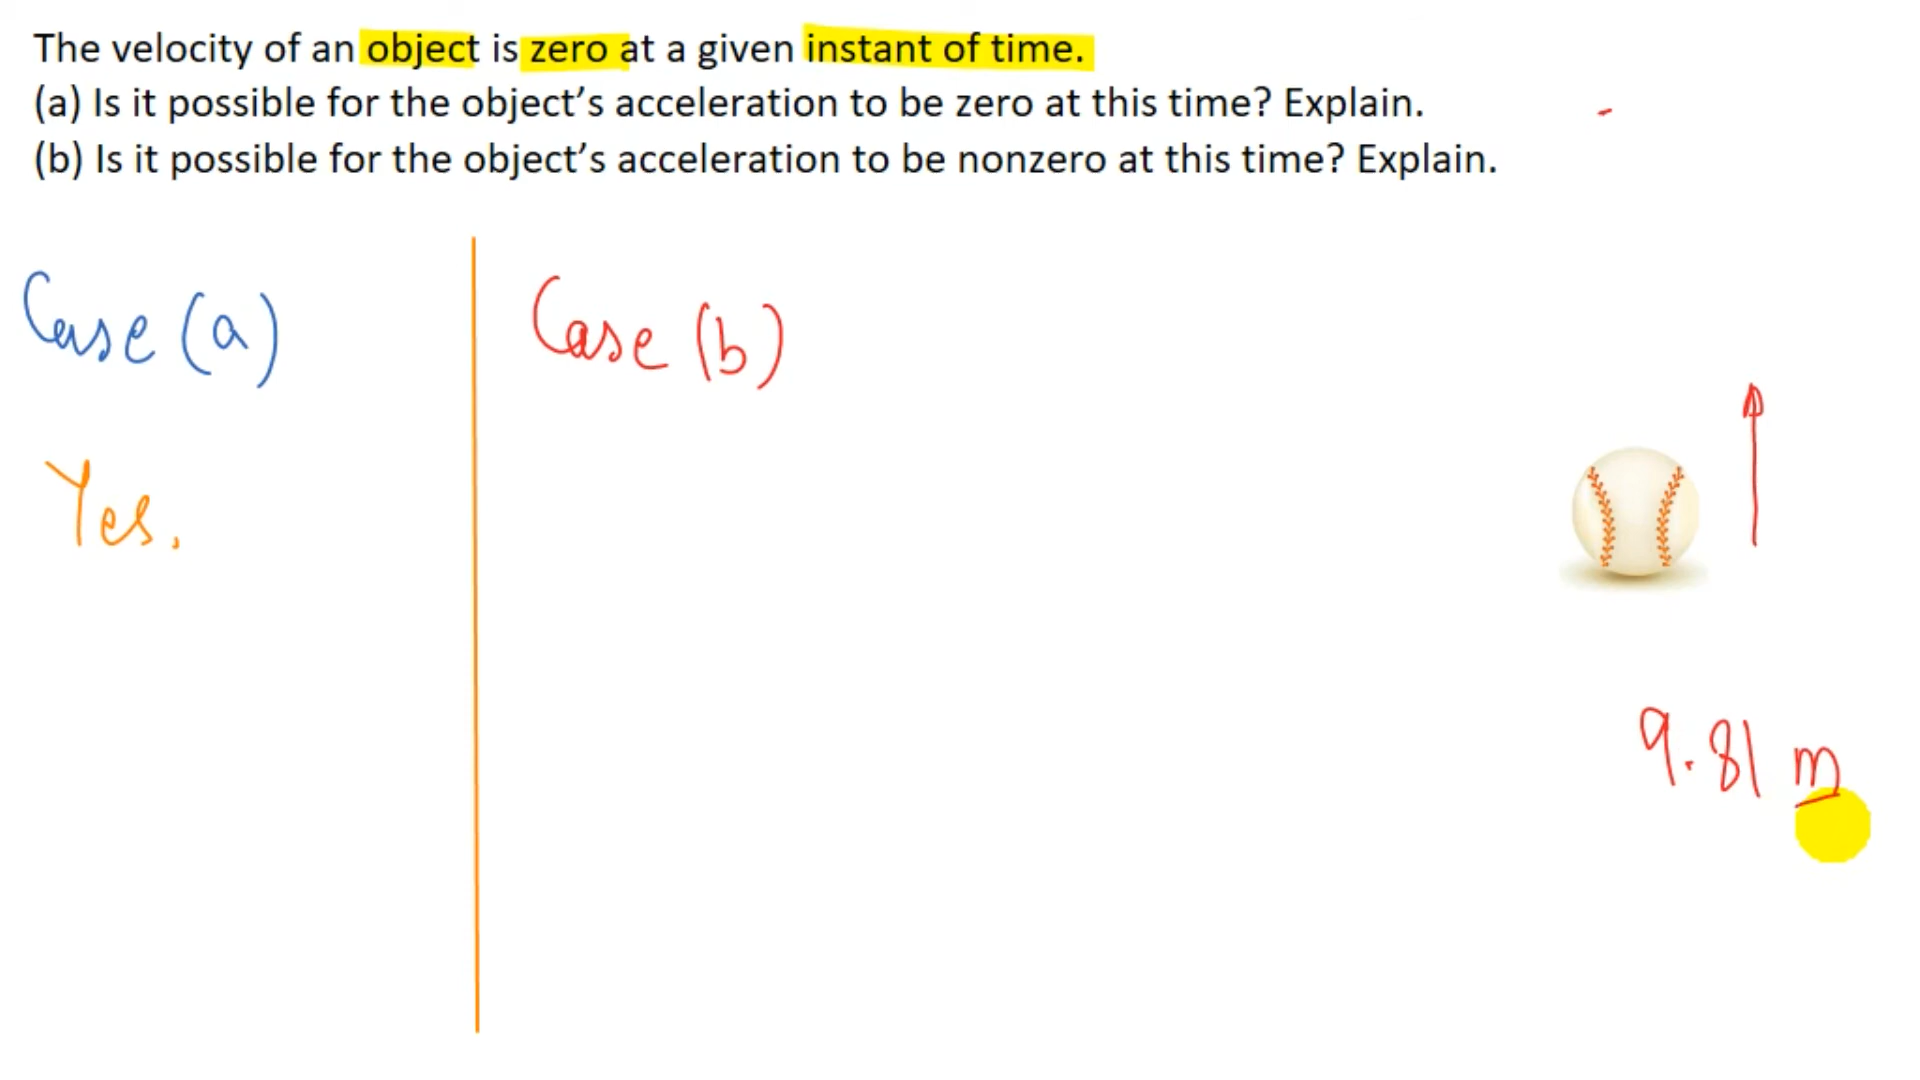 The velocity of an object is zero at a given instant of time.
(a) Is it possible for the object’s acceleration to be zero at this time? Explain.
(b) Is it possible for the object’s acceleration to be nonzero at this time? Explain.
Case (a)
Case (b)
Yes.
9.81 m